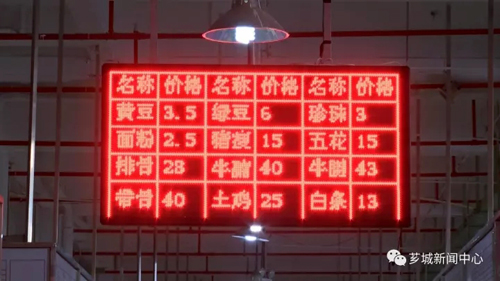 名称 价格 名称 价格 名称 价格
黄豆 3.5 绿豆 6 珍珠 3
面粉 2.5 猪瘦 15 五花 15
排骨 28 牛腩 40 牛腿 43
带骨 40 土鸡 25 白条 13
芗城新闻中心